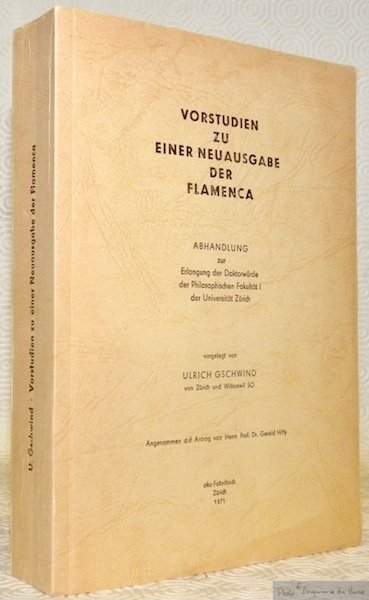 VORSTUDIEN
ZU
EINER NEUAUSGABE
DER
FLAMENCA
ABHANDLUNG
zur
Erlangung der Doktorwürde
der Philosophischen Fakultät I
der Universität Zürich
vorgelegt von
ULRICH GSCHWIND
von Zürich und Witterswil SO
Angenommen auf Antrag von Herrn Prof. Dr. Gerold Hilty
aku-Fotodruck
Zürich
1971
U. Gschwind · Vorstudien zu einer Neuausgabe der Flamenca
Photo © Bouquinerie du Varis